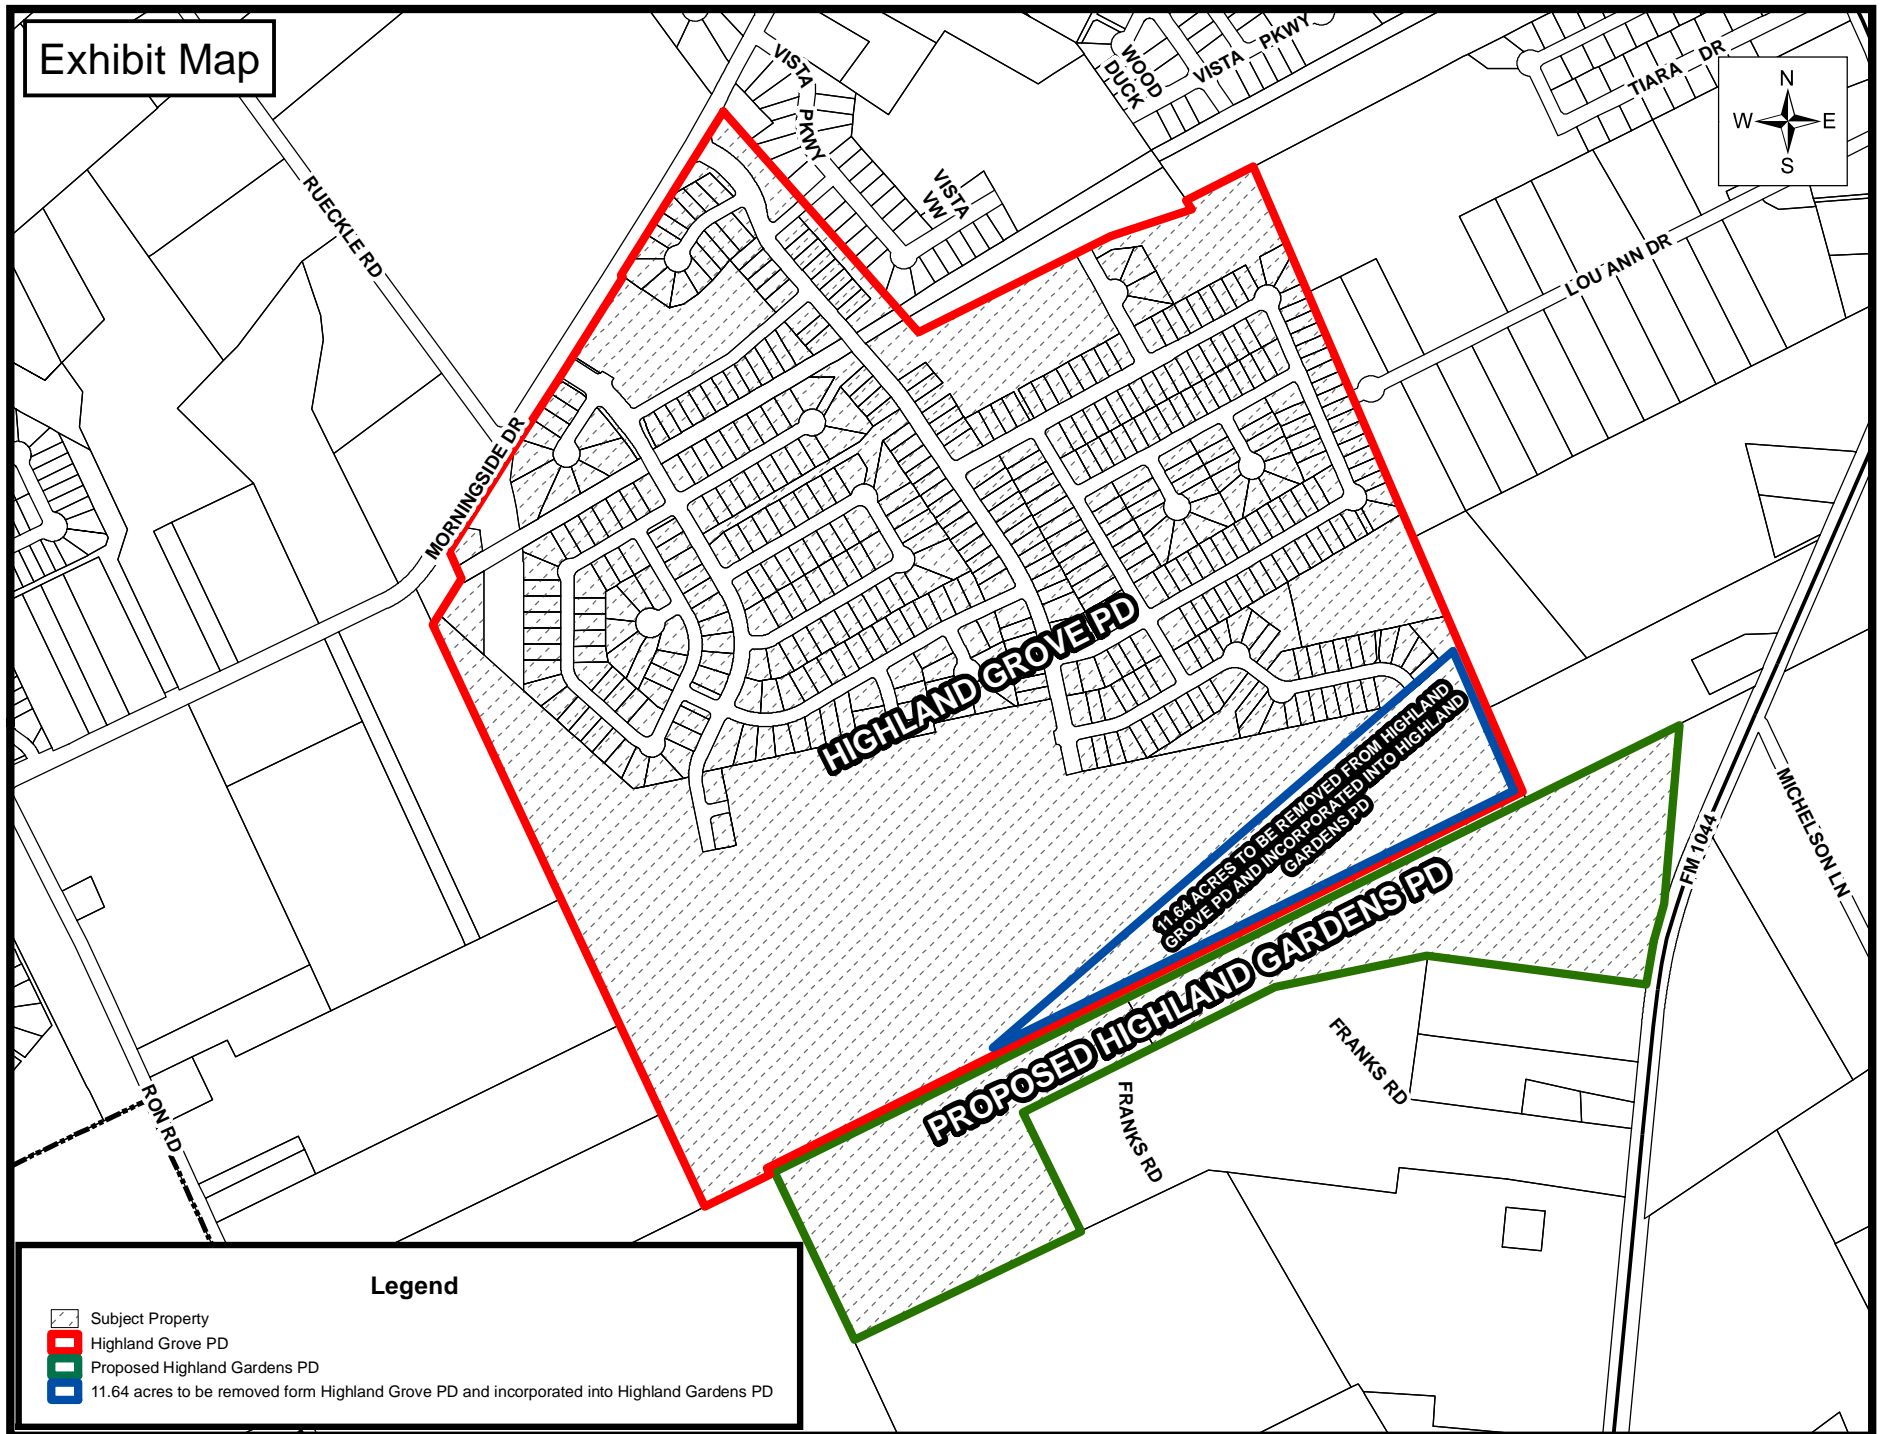 Exhibit Map
VISTA PKWY
WOOD DUCK
VISTA PKWY
TIARA DR
N
W E
S
RUECKLE RD
VISTA VW
LOU ANN DR
MORNINGSIDE DR
HIGHLAND GROVE PD
11.64 ACRES TO BE REMOVED FROM HIGHLAND
GROVE PD AND INCORPORATED INTO HIGHLAND
GARDENS PD
MICHELSON LN
FM 1044
PROPOSED HIGHLAND GARDENS PD
FRANKS RD
FRANKS RD
RON RD
Legend
Subject Property
Highland Grove PD
Proposed Highland Gardens PD
11.64 acres to be removed form Highland Grove PD and incorporated into Highland Gardens PD